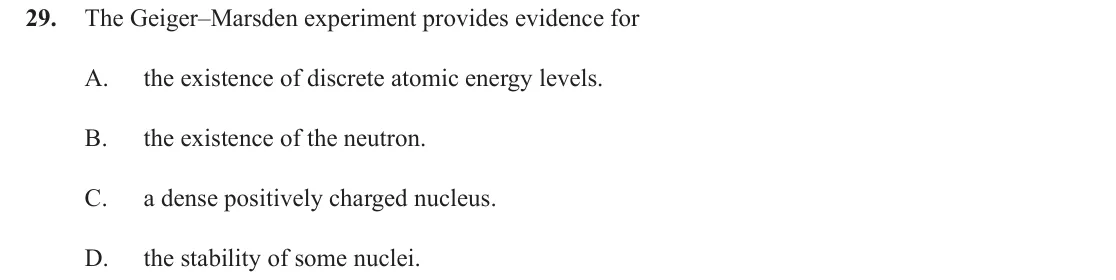 29. The Geiger–Marsden experiment provides evidence for
A. the existence of discrete atomic energy levels.
B. the existence of the neutron.
C. a dense positively charged nucleus.
D. the stability of some nuclei.